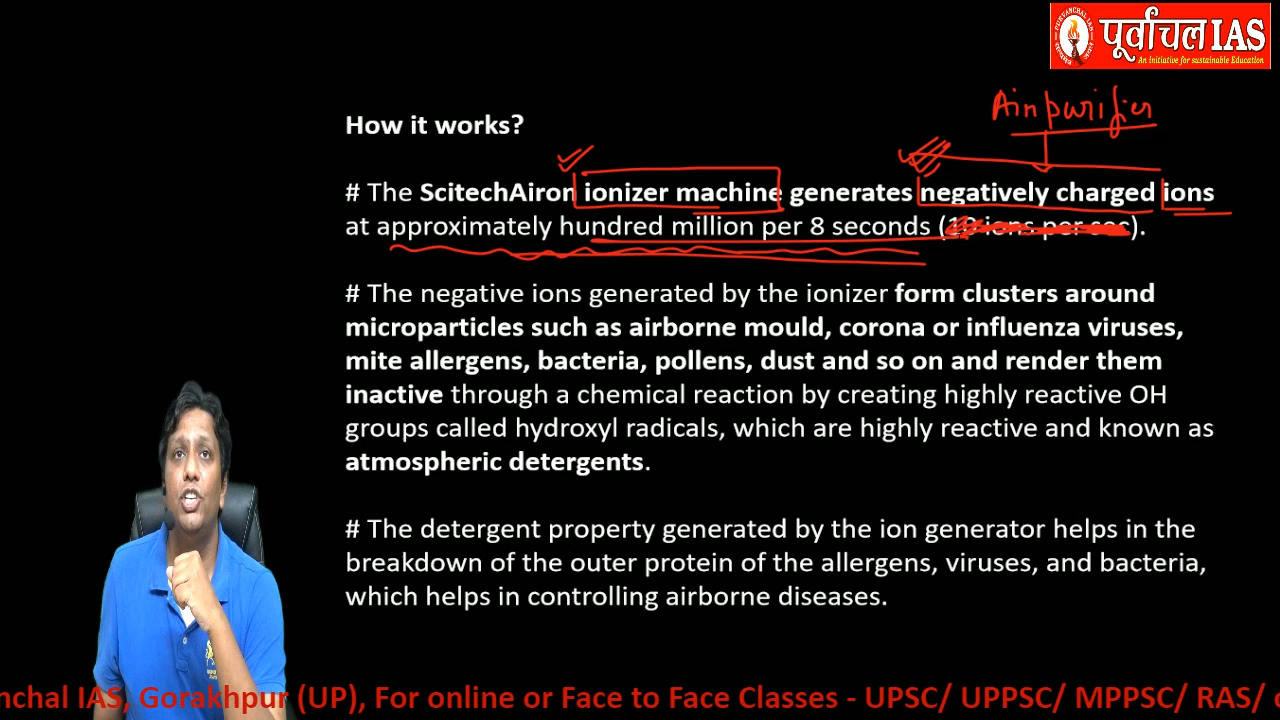 पूर्वांचल IAS
An Initiative for sustainable Education
Air purifier
How it works?
# The ScitechAiron ionizer machine generates negatively charged ions
at approximately hundred million per 8 seconds (10 ions per sec).
# The negative ions generated by the ionizer form clusters around
microparticles such as airborne mould, corona or influenza viruses,
mite allergens, bacteria, pollens, dust and so on and render them
inactive through a chemical reaction by creating highly reactive OH
groups called hydroxyl radicals, which are highly reactive and known as
atmospheric detergents.
# The detergent property generated by the ion generator helps in the
breakdown of the outer protein of the allergens, viruses, and bacteria,
which helps in controlling airborne diseases.
nchal IAS, Gorakhpur (UP), For online or Face to Face Classes - UPSC/ UPPSC/ MPPSC/ RAS/